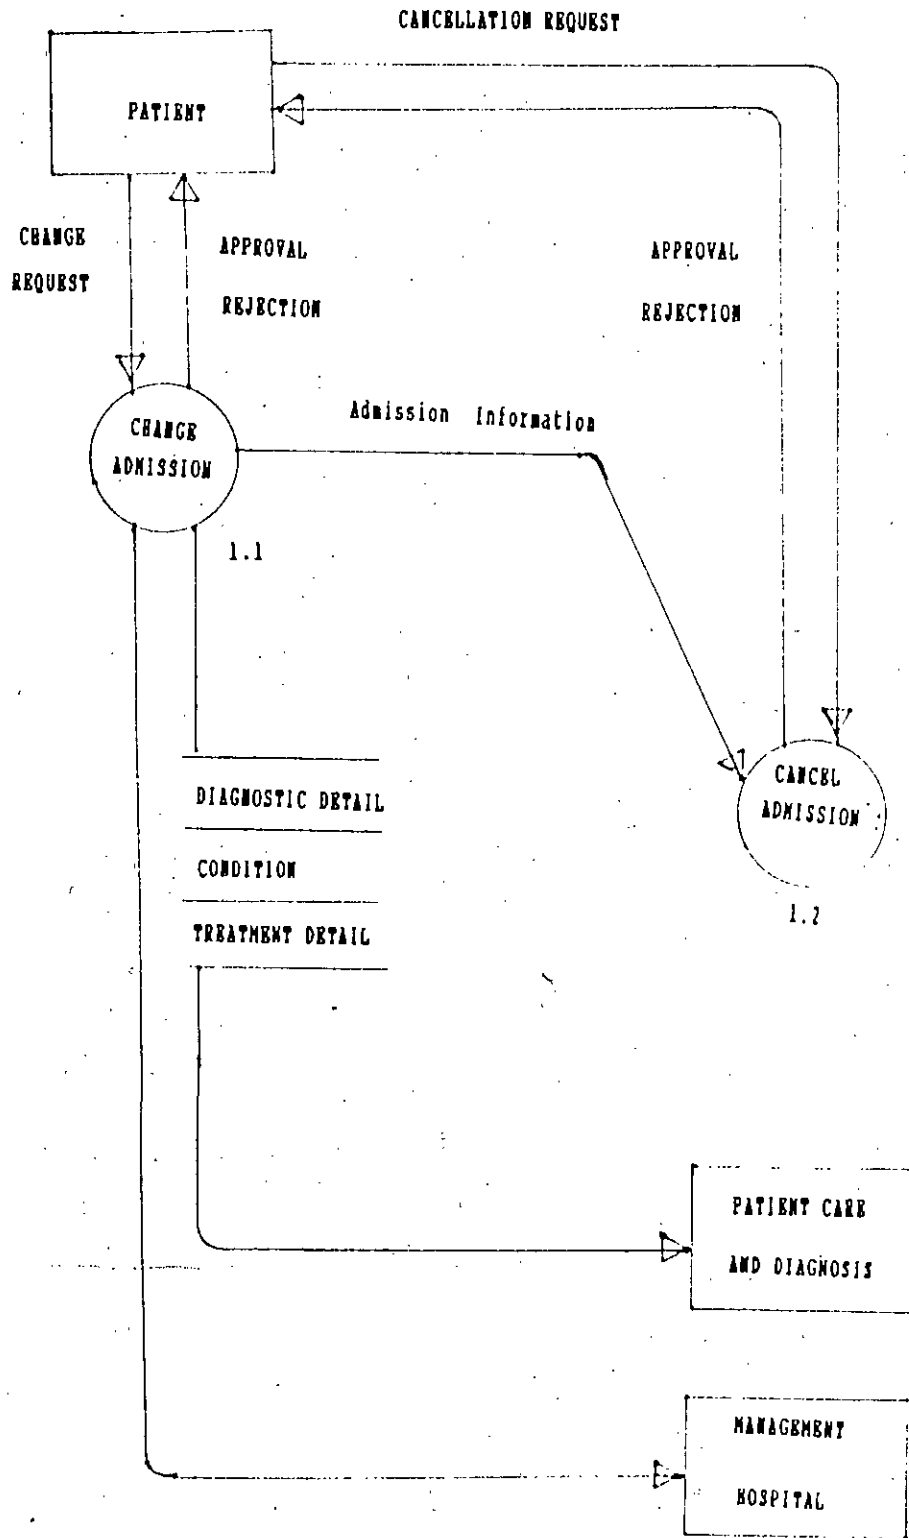 CANCELLATION REQUEST
PATIENT
CHANGE
REQUEST
APPROVAL
REJECTION
APPROVAL
REJECTION
Admission Information
CHANGE
ADMISSION
1.1
CANCEL
ADMISSION
1.2
DIAGNOSTIC DETAIL
CONDITION
TREATMENT DETAIL
PATIENT CARE
AND DIAGNOSIS
MANAGEMENT
HOSPITAL